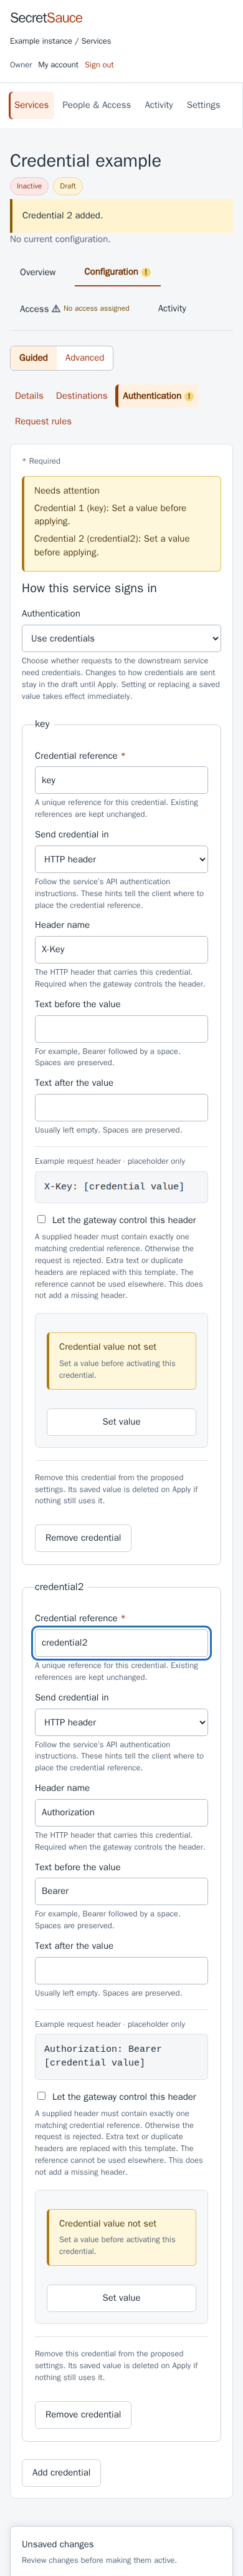 SecretSauce
Example instance / Services
Owner My account Sign out
Services People & Access Activity Settings
Credential example
Inactive Draft
Credential 2 added.
No current configuration.
Overview Configuration !
Access ⚠ No access assigned Activity
Guided Advanced
Details Destinations Authentication !
Request rules
* Required
Needs attention
Credential 1 (key): Set a value before
applying.
Credential 2 (credential2): Set a value
before applying.
How this service signs in
Authentication
Use credentials
Choose whether requests to the downstream service
need credentials. Changes to how credentials are sent
stay in the draft until Apply. Setting or replacing a saved
value takes effect immediately.
key
Credential reference *
key
A unique reference for this credential. Existing
references are kept unchanged.
Send credential in
HTTP header
Follow the service's API authentication
instructions. These hints tell the client where to
place the credential reference.
Header name
X-Key
The HTTP header that carries this credential.
Required when the gateway controls the header.
Text before the value
For example, Bearer followed by a space.
Spaces are preserved.
Text after the value
Usually left empty. Spaces are preserved.
Example request header · placeholder only
X-Key: [credential value]
Let the gateway control this header
A supplied header must contain exactly one
matching credential reference. Otherwise the
request is rejected. Extra text or duplicate
headers are replaced with this template. The
reference cannot be used elsewhere. This does
not add a missing header.
Credential value not set
Set a value before activating this
credential.
Set value
Remove this credential from the proposed
settings. Its saved value is deleted on Apply if
nothing still uses it.
Remove credential
credential2
Credential reference *
credential2
A unique reference for this credential. Existing
references are kept unchanged.
Send credential in
HTTP header
Follow the service's API authentication
instructions. These hints tell the client where to
place the credential reference.
Header name
Authorization
The HTTP header that carries this credential.
Required when the gateway controls the header.
Text before the value
Bearer
For example, Bearer followed by a space.
Spaces are preserved.
Text after the value
Usually left empty. Spaces are preserved.
Example request header · placeholder only
Authorization: Bearer
[credential value]
Let the gateway control this header
A supplied header must contain exactly one
matching credential reference. Otherwise the
request is rejected. Extra text or duplicate
headers are replaced with this template. The
reference cannot be used elsewhere. This does
not add a missing header.
Credential value not set
Set a value before activating this
credential.
Set value
Remove this credential from the proposed
settings. Its saved value is deleted on Apply if
nothing still uses it.
Remove credential
Add credential
Unsaved changes
Review changes before making them active.